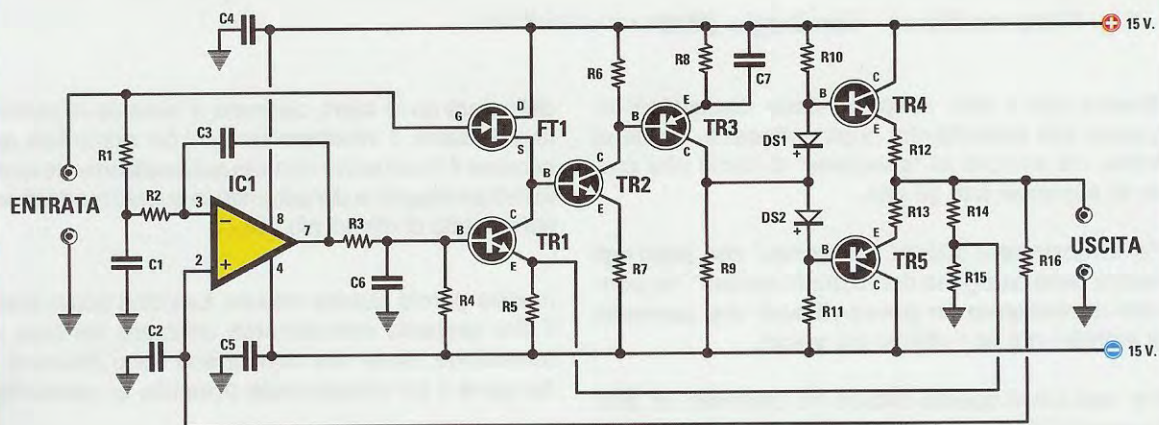 C4
+ 15 V.
R6
R8
C7
R10
B
C
TR4
E
R1
C3
G
D
S
FT1
B
E
C
TR3
DS1
+
R12
ENTRATA
R2
IC1
3
-
8
7
2
+
4
R3
B
C
TR2
E
DS2
+
R13
R14
R16
USCITA
C1
C6
B
C
TR1
E
R7
R9
B
E
TR5
C
R15
R4
R5
R11
C2
C5
- 15 V.